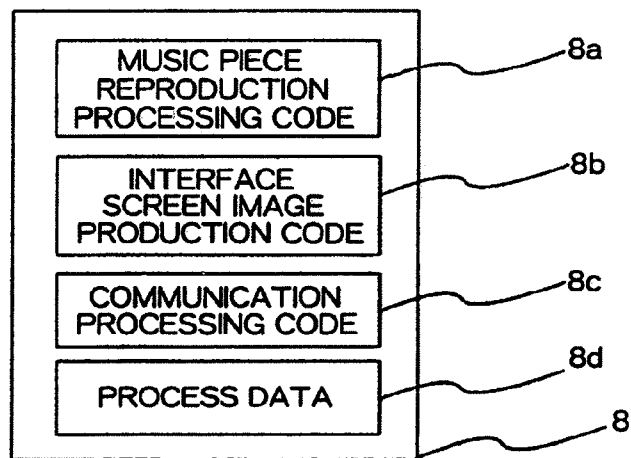 MUSIC PIECE
REPRODUCTION
PROCESSING CODE
8a
INTERFACE
SCREEN IMAGE
PRODUCTION CODE
8b
COMMUNICATION
PROCESSING CODE
8c
PROCESS DATA
8d
8